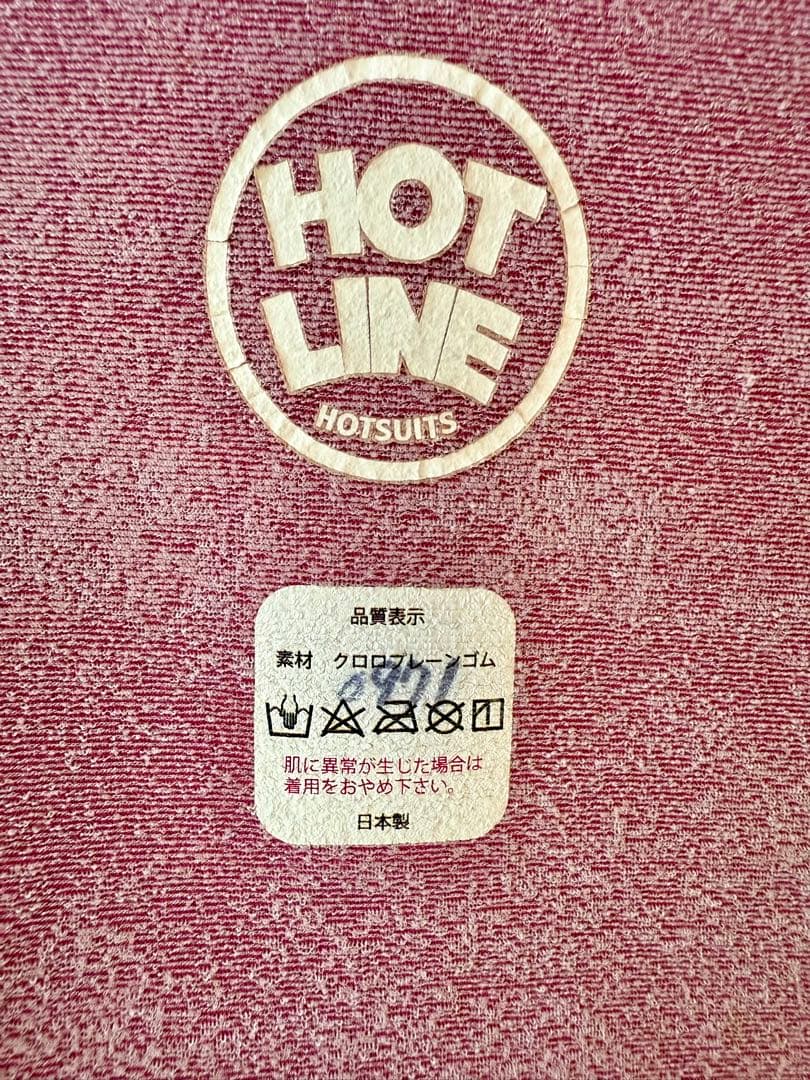 HOT
LINE
HOTSUITS
品質表示
素材 クロロプレーンゴム
肌に異常が生じた場合は
着用をおやめ下さい。
日本製